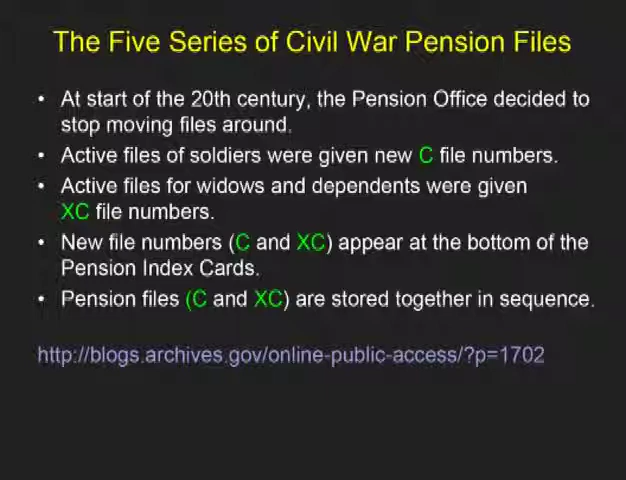 The Five Series of Civil War Pension Files
• At start of the 20th century, the Pension Office decided to
stop moving files around.
• Active files of soldiers were given new C file numbers.
• Active files for widows and dependents were given
XC file numbers.
• New file numbers (C and XC) appear at the bottom of the
Pension Index Cards.
• Pension files (C and XC) are stored together in sequence.
http://blogs.archives.gov/online-public-access/?p=1702